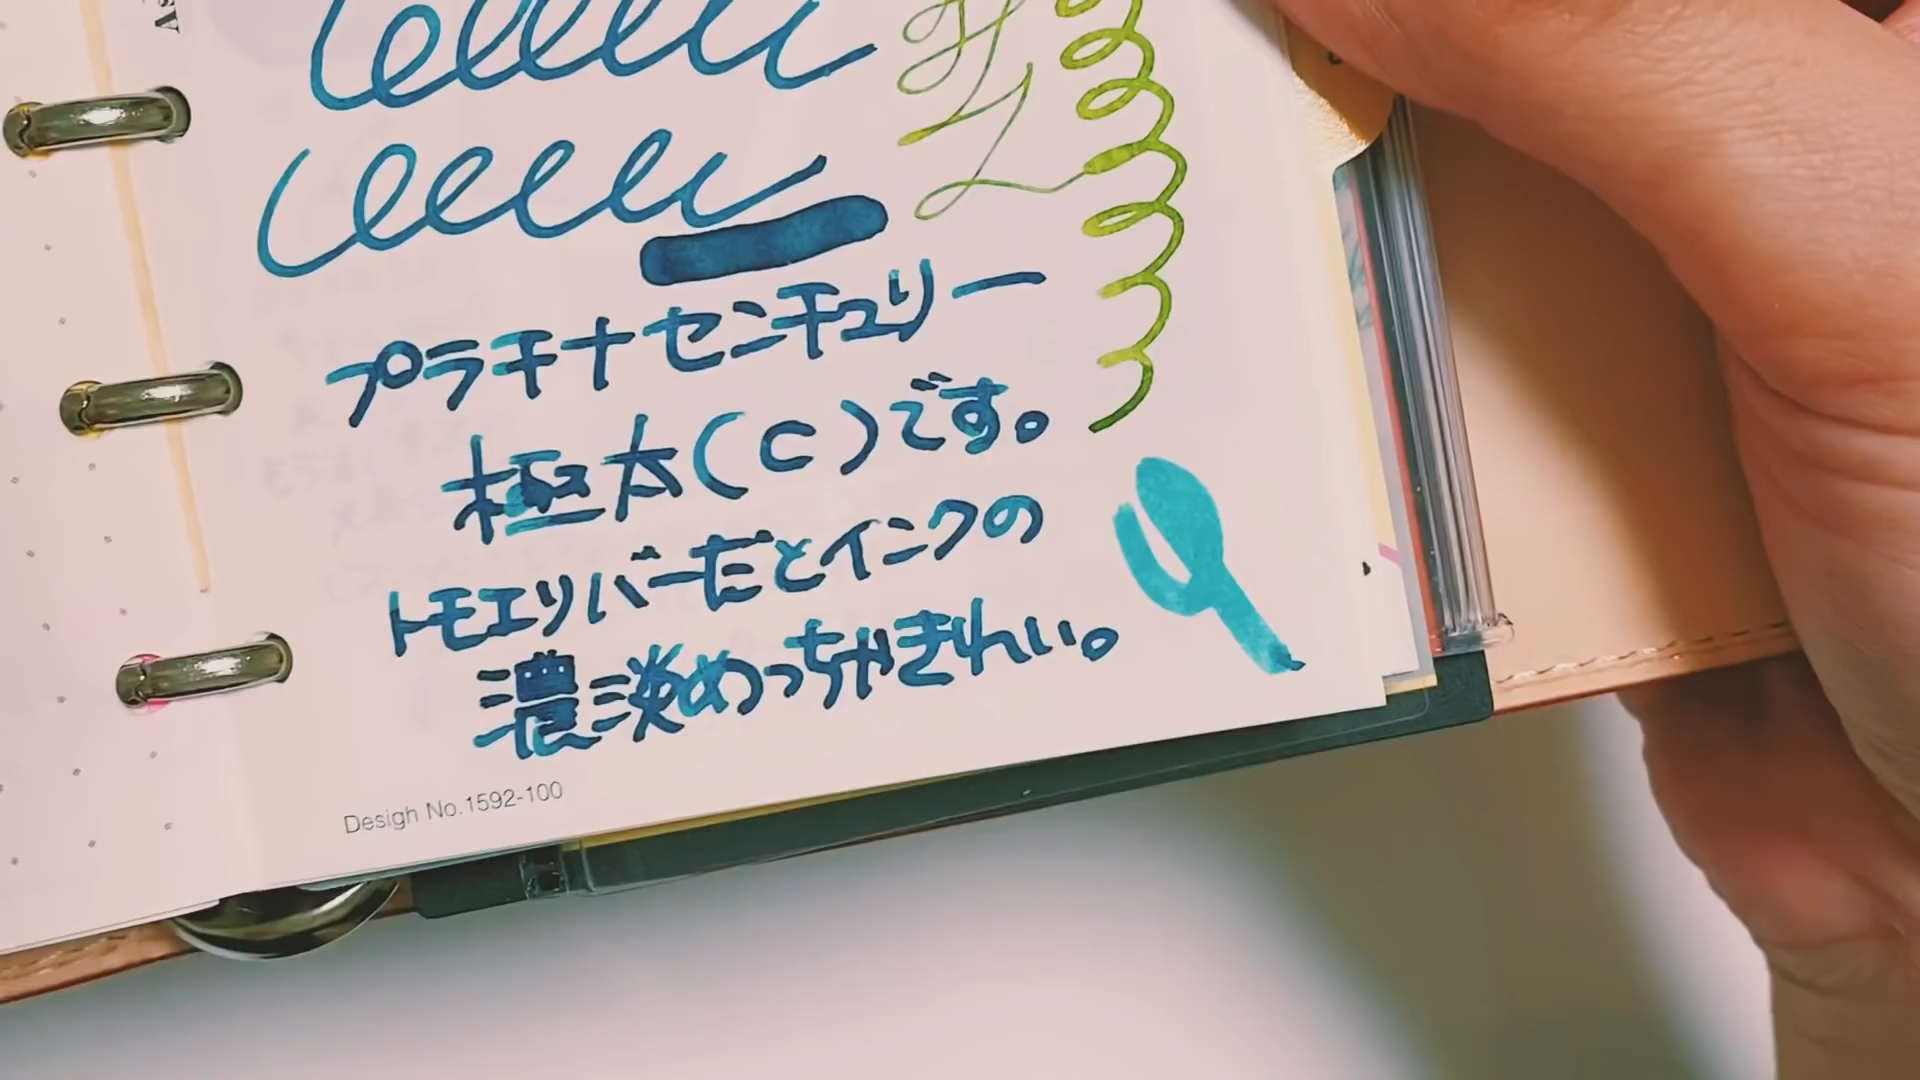 プラチナセンチュリー
極太(C)です。
トモエリバーだとインクの
濃淡めっちゃきれい。
Design No.1592-100